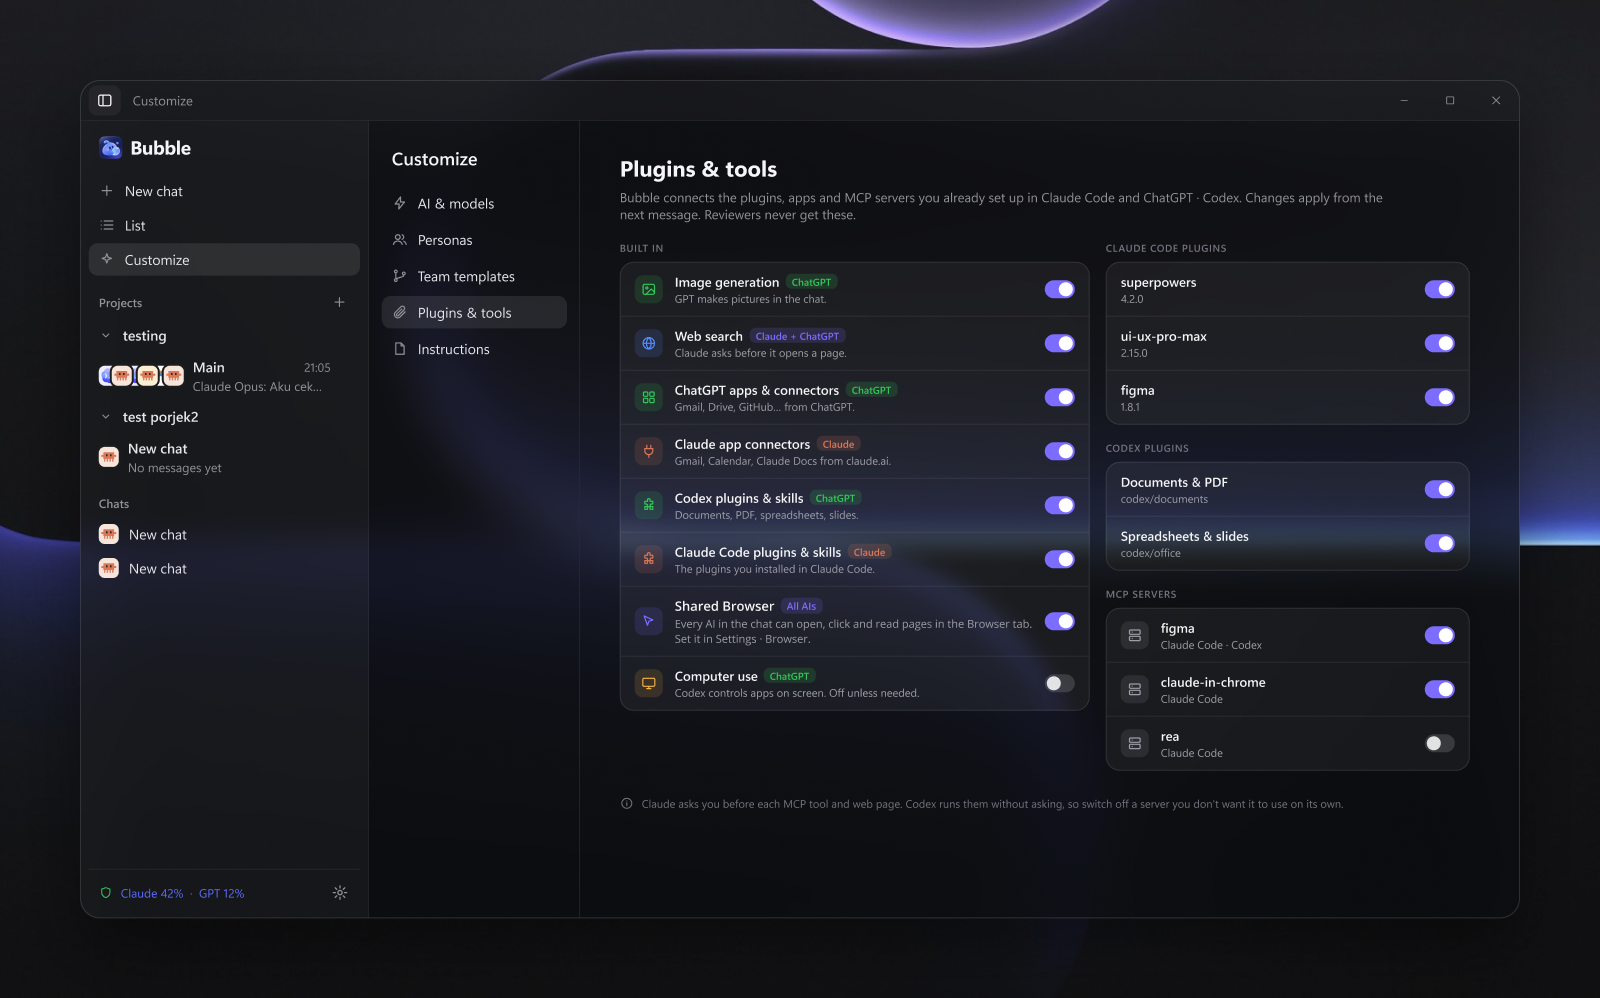 Customize
Bubble
New chat
List
Customize
Projects
testing
Main 21:05
Claude Opus: Aku cek...
test porjek2
New chat
No messages yet
Chats
New chat
New chat
Claude 42% · GPT 12%
Customize
AI & models
Personas
Team templates
Plugins & tools
Instructions
Plugins & tools
Bubble connects the plugins, apps and MCP servers you already set up in Claude Code and ChatGPT · Codex. Changes apply from the
next message. Reviewers never get these.
BUILT IN
Image generation ChatGPT
GPT makes pictures in the chat.
Web search Claude + ChatGPT
Claude asks before it opens a page.
ChatGPT apps & connectors ChatGPT
Gmail, Drive, GitHub... from ChatGPT.
Claude app connectors Claude
Gmail, Calendar, Claude Docs from claude.ai.
Codex plugins & skills ChatGPT
Documents, PDF, spreadsheets, slides.
Claude Code plugins & skills Claude
The plugins you installed in Claude Code.
Shared Browser All AIs
Every AI in the chat can open, click and read pages in the Browser tab.
Set it in Settings · Browser.
Computer use ChatGPT
Codex controls apps on screen. Off unless needed.
CLAUDE CODE PLUGINS
superpowers
4.2.0
ui-ux-pro-max
2.15.0
figma
1.8.1
CODEX PLUGINS
Documents & PDF
codex/documents
Spreadsheets & slides
codex/office
MCP SERVERS
figma
Claude Code · Codex
claude-in-chrome
Claude Code
rea
Claude Code
Claude asks you before each MCP tool and web page. Codex runs them without asking, so switch off a server you don't want it to use on its own.